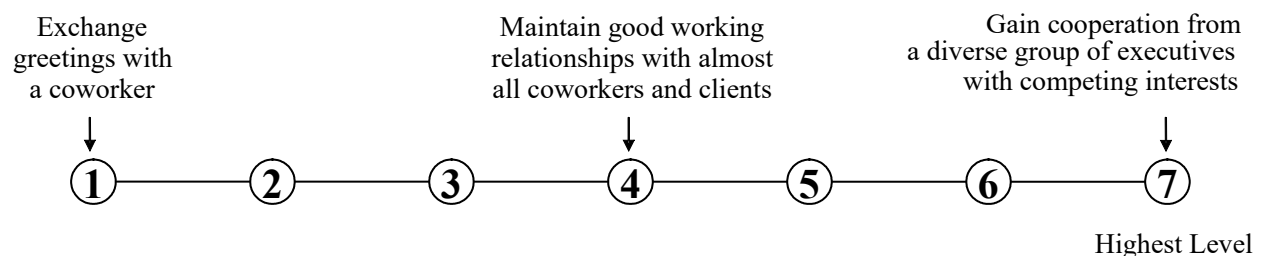 Exchange
greetings with
a coworker
Maintain good working
relationships with almost
all coworkers and clients
Gain cooperation from
a diverse group of executives
with competing interests
1 2 3 4 5 6 7
Highest Level